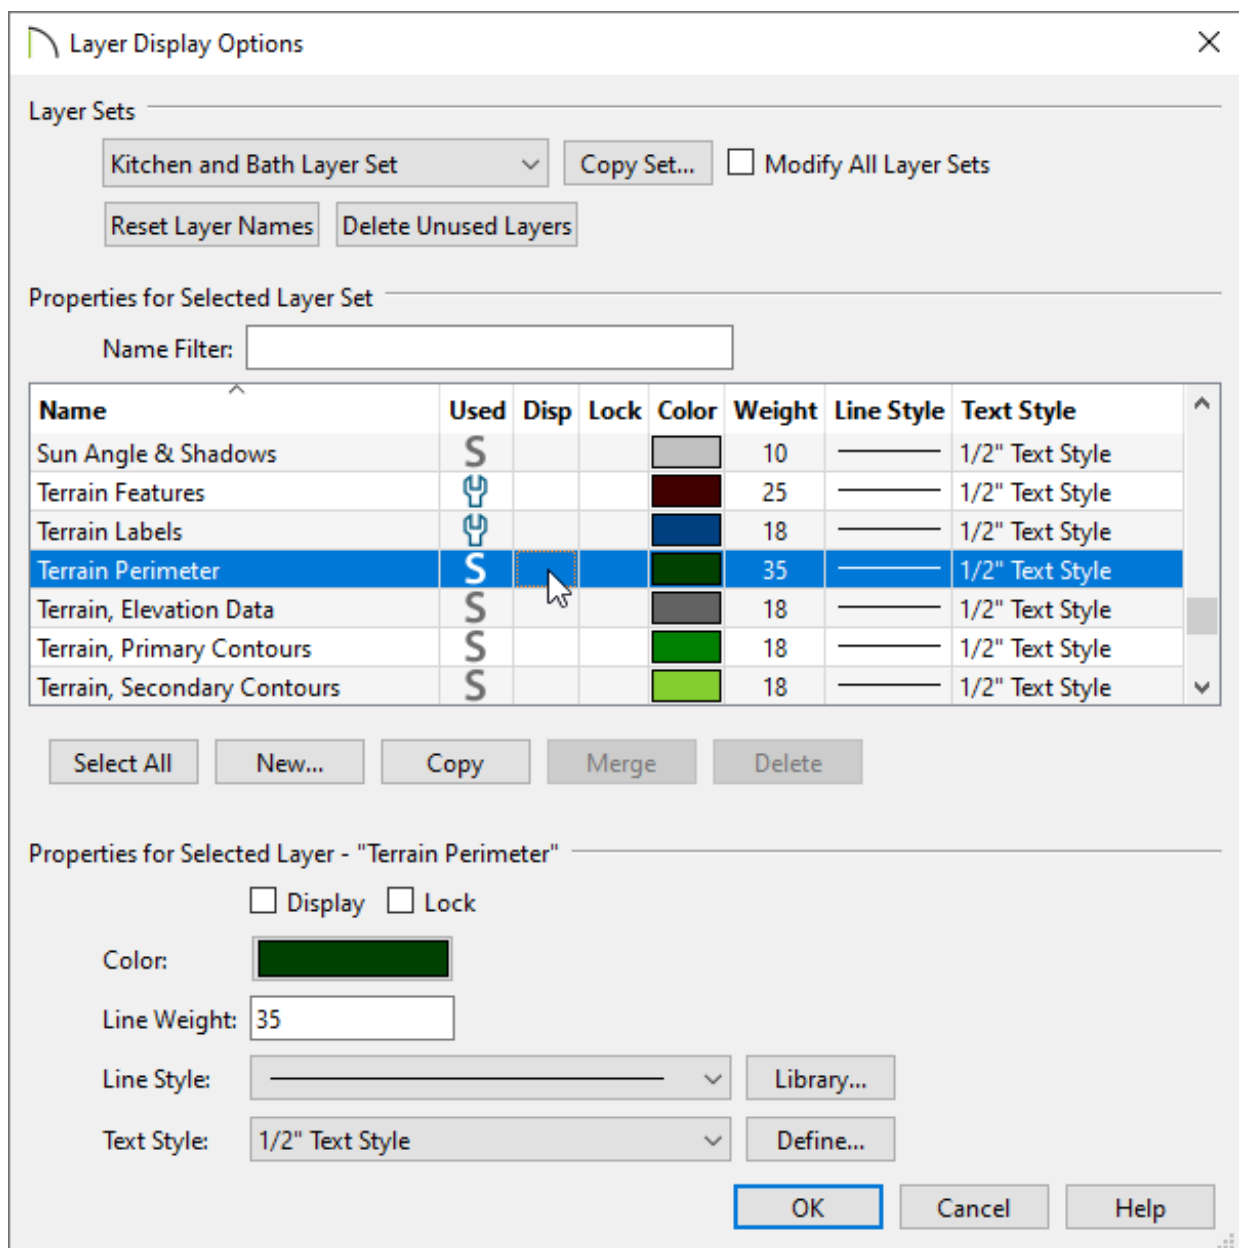 Layer Display Options
Layer Sets
Kitchen and Bath Layer Set Copy Set... Modify All Layer Sets
Reset Layer Names Delete Unused Layers
Properties for Selected Layer Set
Name Filter:
Name Used Disp Lock Color Weight Line Style Text Style
Sun Angle & Shadows S 10 1/2" Text Style
Terrain Features 25 1/2" Text Style
Terrain Labels 18 1/2" Text Style
Terrain Perimeter S 35 1/2" Text Style
Terrain, Elevation Data S 18 1/2" Text Style
Terrain, Primary Contours S 18 1/2" Text Style
Terrain, Secondary Contours S 18 1/2" Text Style
Select All New... Copy Merge Delete
Properties for Selected Layer - "Terrain Perimeter"
Display Lock
Color:
Line Weight: 35
Line Style: Library...
Text Style: 1/2" Text Style Define...
OK Cancel Help